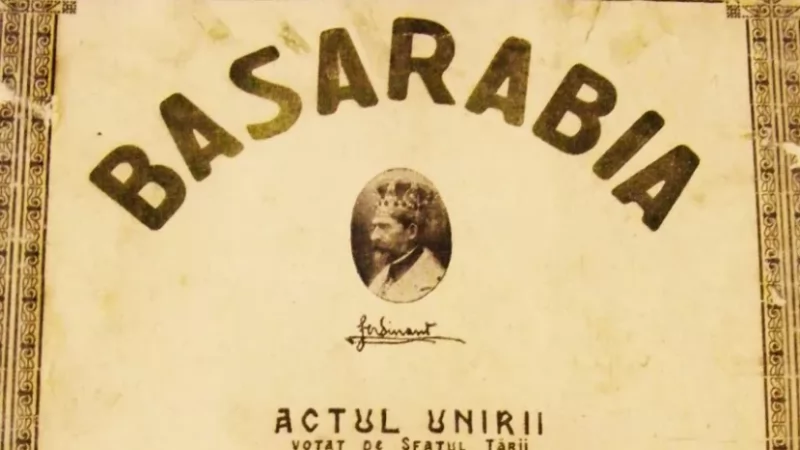 BASARABIA
Ferdinand
ACTUL UNIRII
VOTAT DE SFATUL ȚĂRII